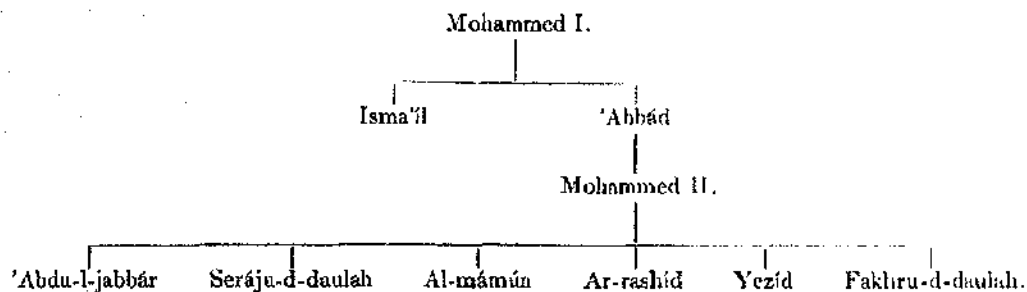 Mohammed I.
Isma'íl 'Abbád
Mohammed II.
'Abdu-l-jabbár Seráju-d-daulah Al-mámún Ar-rashíd Yezíd Fakhru-d-daulah.